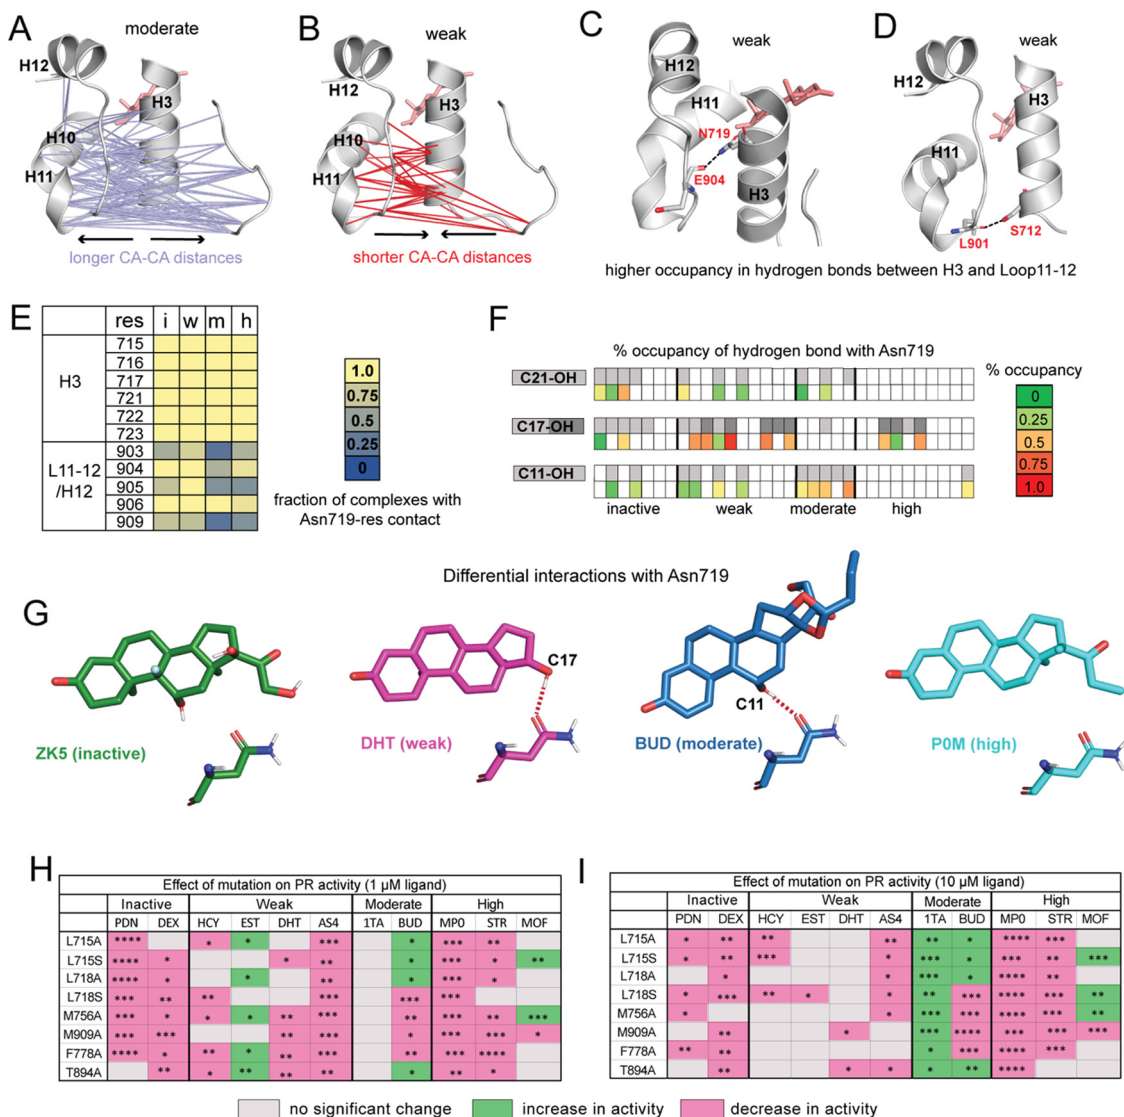 A
moderate
H12
H3
H10
H11
longer CA-CA distances
B
weak
H12
H3
H10
H11
shorter CA-CA distances
C
weak
H12
H11
N719
E904
H3
D
weak
H12
H3
H11
L901
S712
higher occupancy in hydrogen bonds between H3 and Loop11-12
E
res i w m h
H3
715
716
717
721
722
723
L11-12
/H12
903
904
905
906
909
1.0
0.75
0.5
0.25
0
fraction of complexes with
Asn719-res contact
F
% occupancy of hydrogen bond with Asn719
C21-OH
C17-OH
C11-OH
inactive weak moderate high
% occupancy
0
0.25
0.5
0.75
1.0
Differential interactions with Asn719
G
ZK5 (inactive)
C17
DHT (weak)
C11
BUD (moderate)
P0M (high)
H
Effect of mutation on PR activity (1 µM ligand)
Inactive Weak Moderate High
PDN DEX HCY EST DHT AS4 1TA BUD MP0 STR MOF
L715A **** * * *** * *** **
L715S **** * * ** * *** * **
L718A **** * * ** * *** *
L718S *** ** ** *** *** ***
M756A *** * * * ** *** ** *** ** ***
M909A *** *** ** *** * *** *** *
F778A **** * ** * ** *** ** *** ****
T894A ** * ** ** ** * ** *
I
Effect of mutation on PR activity (10 µM ligand)
Inactive Weak Moderate High
PDN DEX HCY EST DHT AS4 1TA BUD MP0 STR MOF
L715A * ** ** ** ** * **** ***
L715S * ** *** * *** * *** *** ***
L718A * * *** * *** **
L718S * *** ** * * ** *** **** *** **
M756A * * *** ** **** *** **
M909A ** * *** **** *** *** ***
F778A ** ** * *** **** ***
T894A ** * * * ** ****
no significant change
increase in activity
decrease in activity